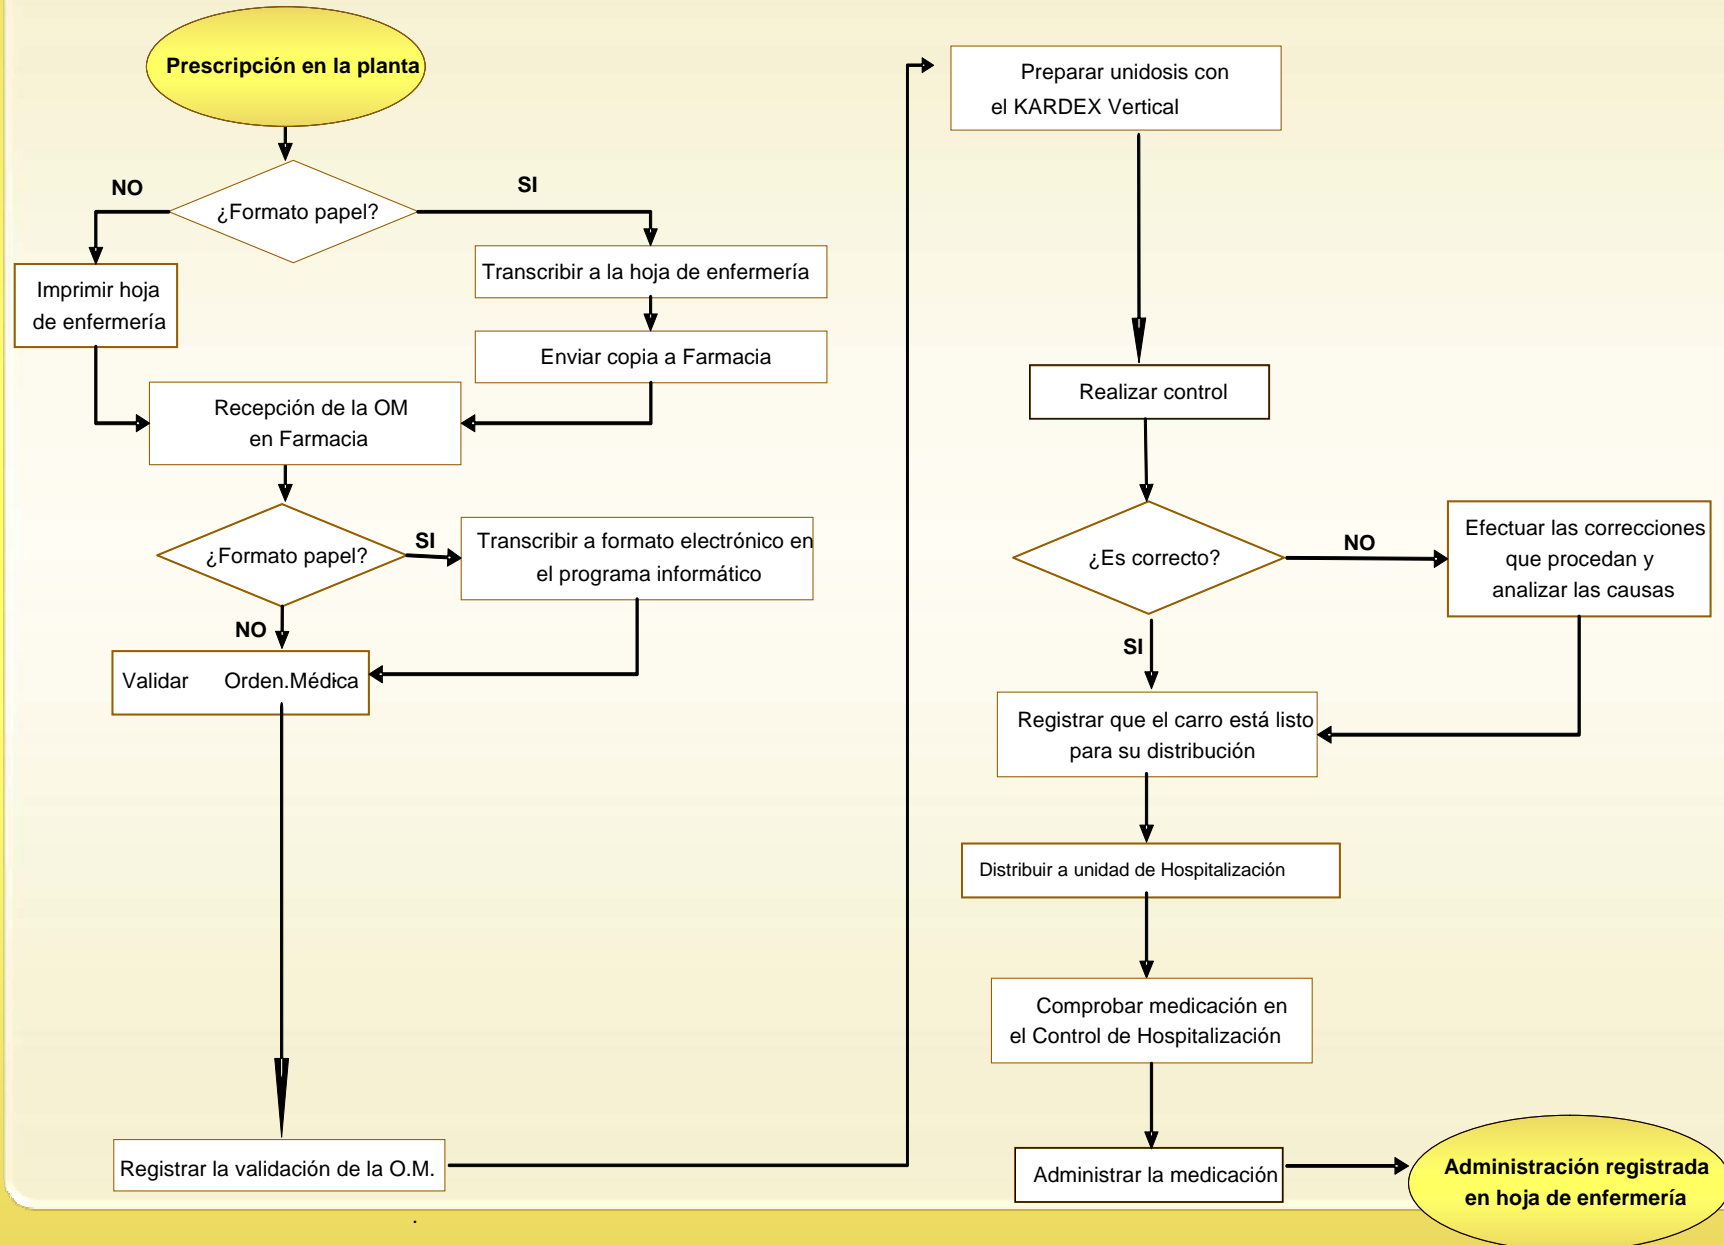 Prescripción en la planta
¿Formato papel?
NO
SI
Imprimir hoja
de enfermería
Transcribir a la hoja de enfermería
Enviar copia a Farmacia
Recepción de la OM
en Farmacia
¿Formato papel?
SI
Transcribir a formato electrónico en
el programa informático
NO
Validar Orden.Médica
Registrar la validación de la O.M.
Preparar unidosis con
el KARDEX Vertical
Realizar control
¿Es correcto?
NO
Efectuar las correcciones
que procedan y
analizar las causas
SI
Registrar que el carro está listo
para su distribución
Distribuir a unidad de Hospitalización
Comprobar medicación en
el Control de Hospitalización
Administrar la medicación
Administración registrada
en hoja de enfermería
.